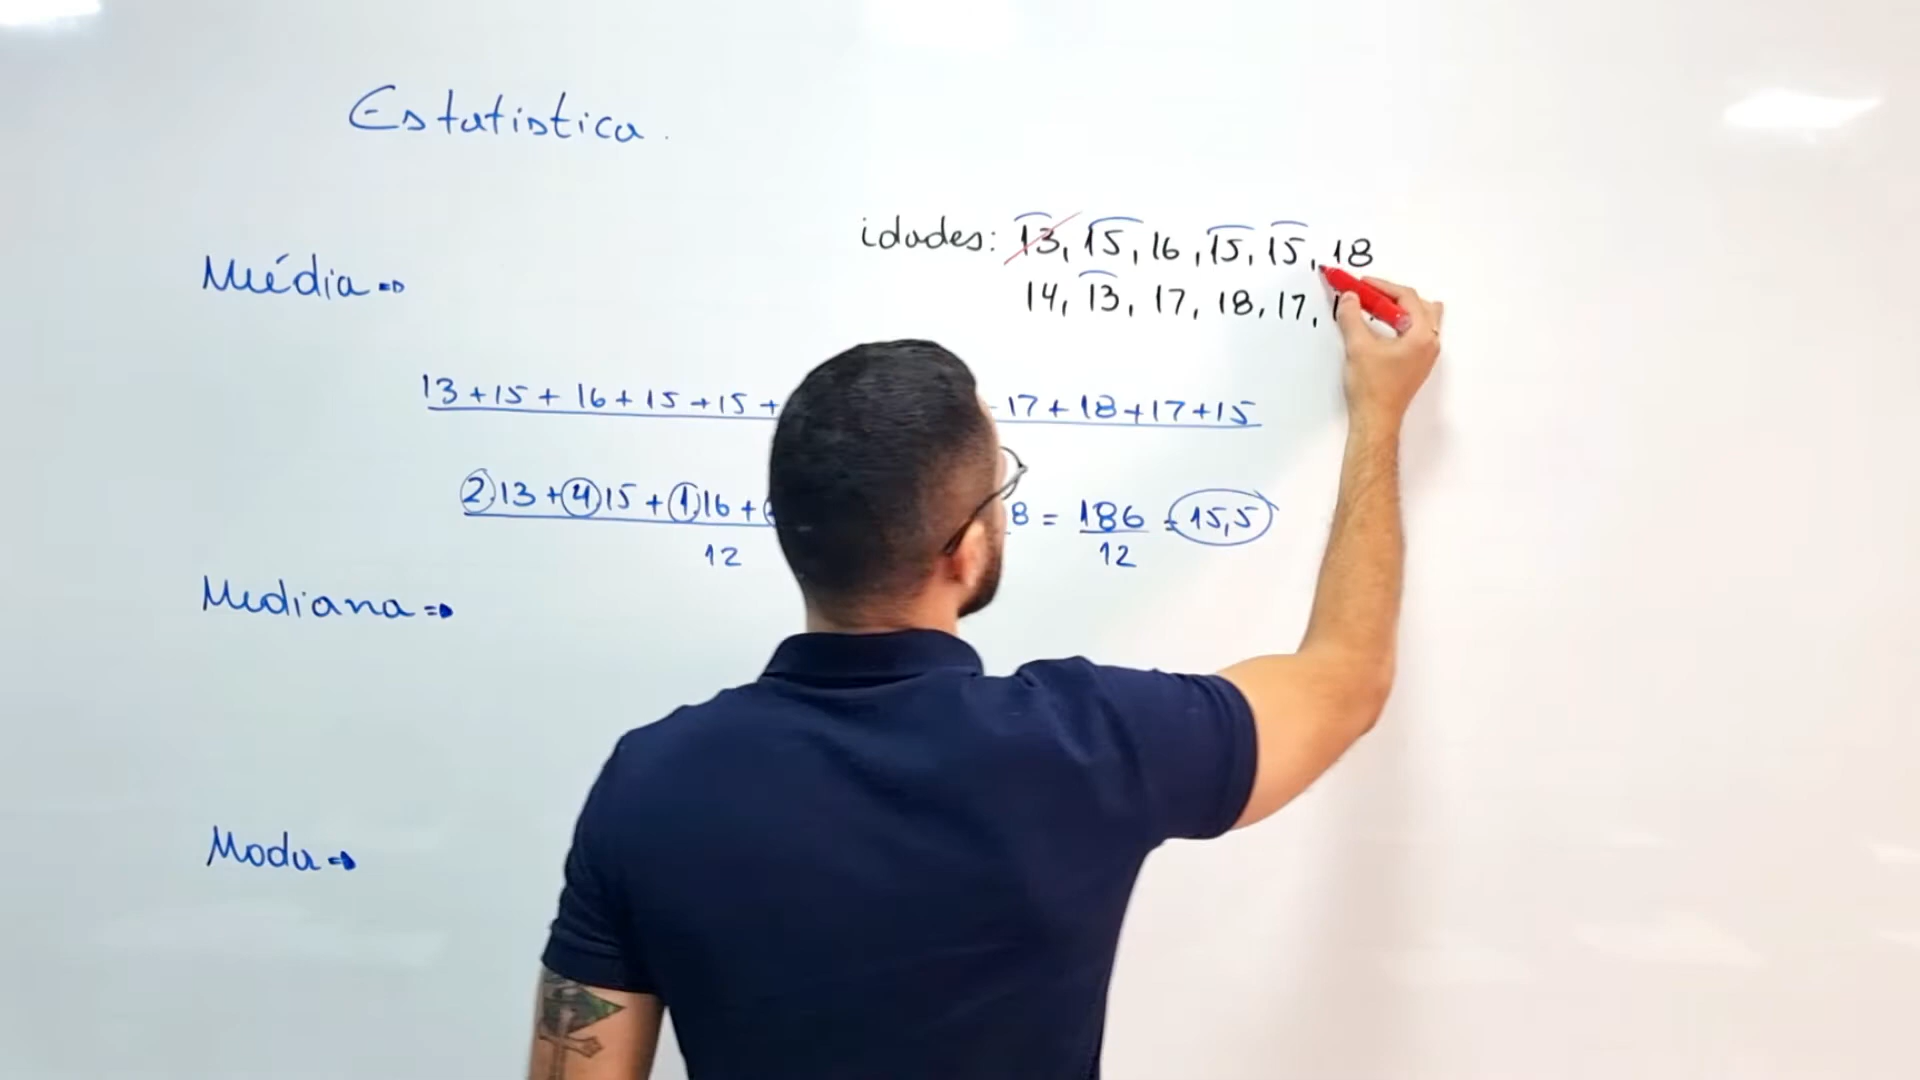 Estatística.
idades: 13, 15, 16, 15, 15, 18
14, 13, 17, 18, 17,
Média =>
13+15+16+15+15+ 17+18+17+15
2.13+4.15+1.16+ 8 = 186 = 15,5
12 12
Mediana =>
Moda =>